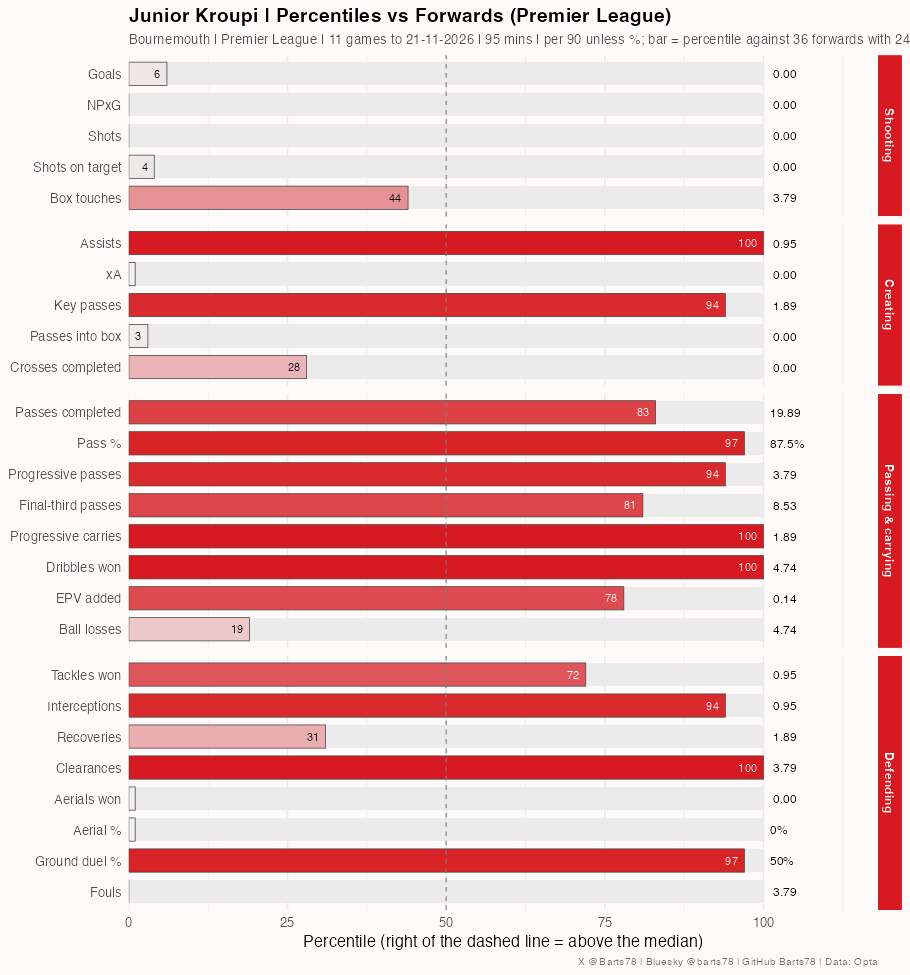 Junior Kroupi | Percentiles vs Forwards (Premier League)
Bournemouth | Premier League | 11 games to 21-11-2026 | 95 mins | per 90 unless %; bar = percentile against 36 forwards with 24
Goals 6 0.00
NPxG 0.00
Shots 0.00
Shots on target 4 0.00
Box touches 44 3.79
Shooting
Assists 100 0.95
xA 0.00
Key passes 94 1.89
Passes into box 3 0.00
Crosses completed 28 0.00
Creating
Passes completed 83 19.89
Pass % 97 87.5%
Progressive passes 94 3.79
Final-third passes 81 8.53
Progressive carries 100 1.89
Dribbles won 100 4.74
EPV added 78 0.14
Ball losses 19 4.74
Passing & carrying
Tackles won 72 0.95
Interceptions 94 0.95
Recoveries 31 1.89
Clearances 100 3.79
Aerials won 0.00
Aerial % 0%
Ground duel % 97 50%
Fouls 3.79
Defending
0 25 50 75 100
Percentile (right of the dashed line = above the median)
X @Barts78 | Bluesky @barts78 | GitHub Barts78 | Data: Opta